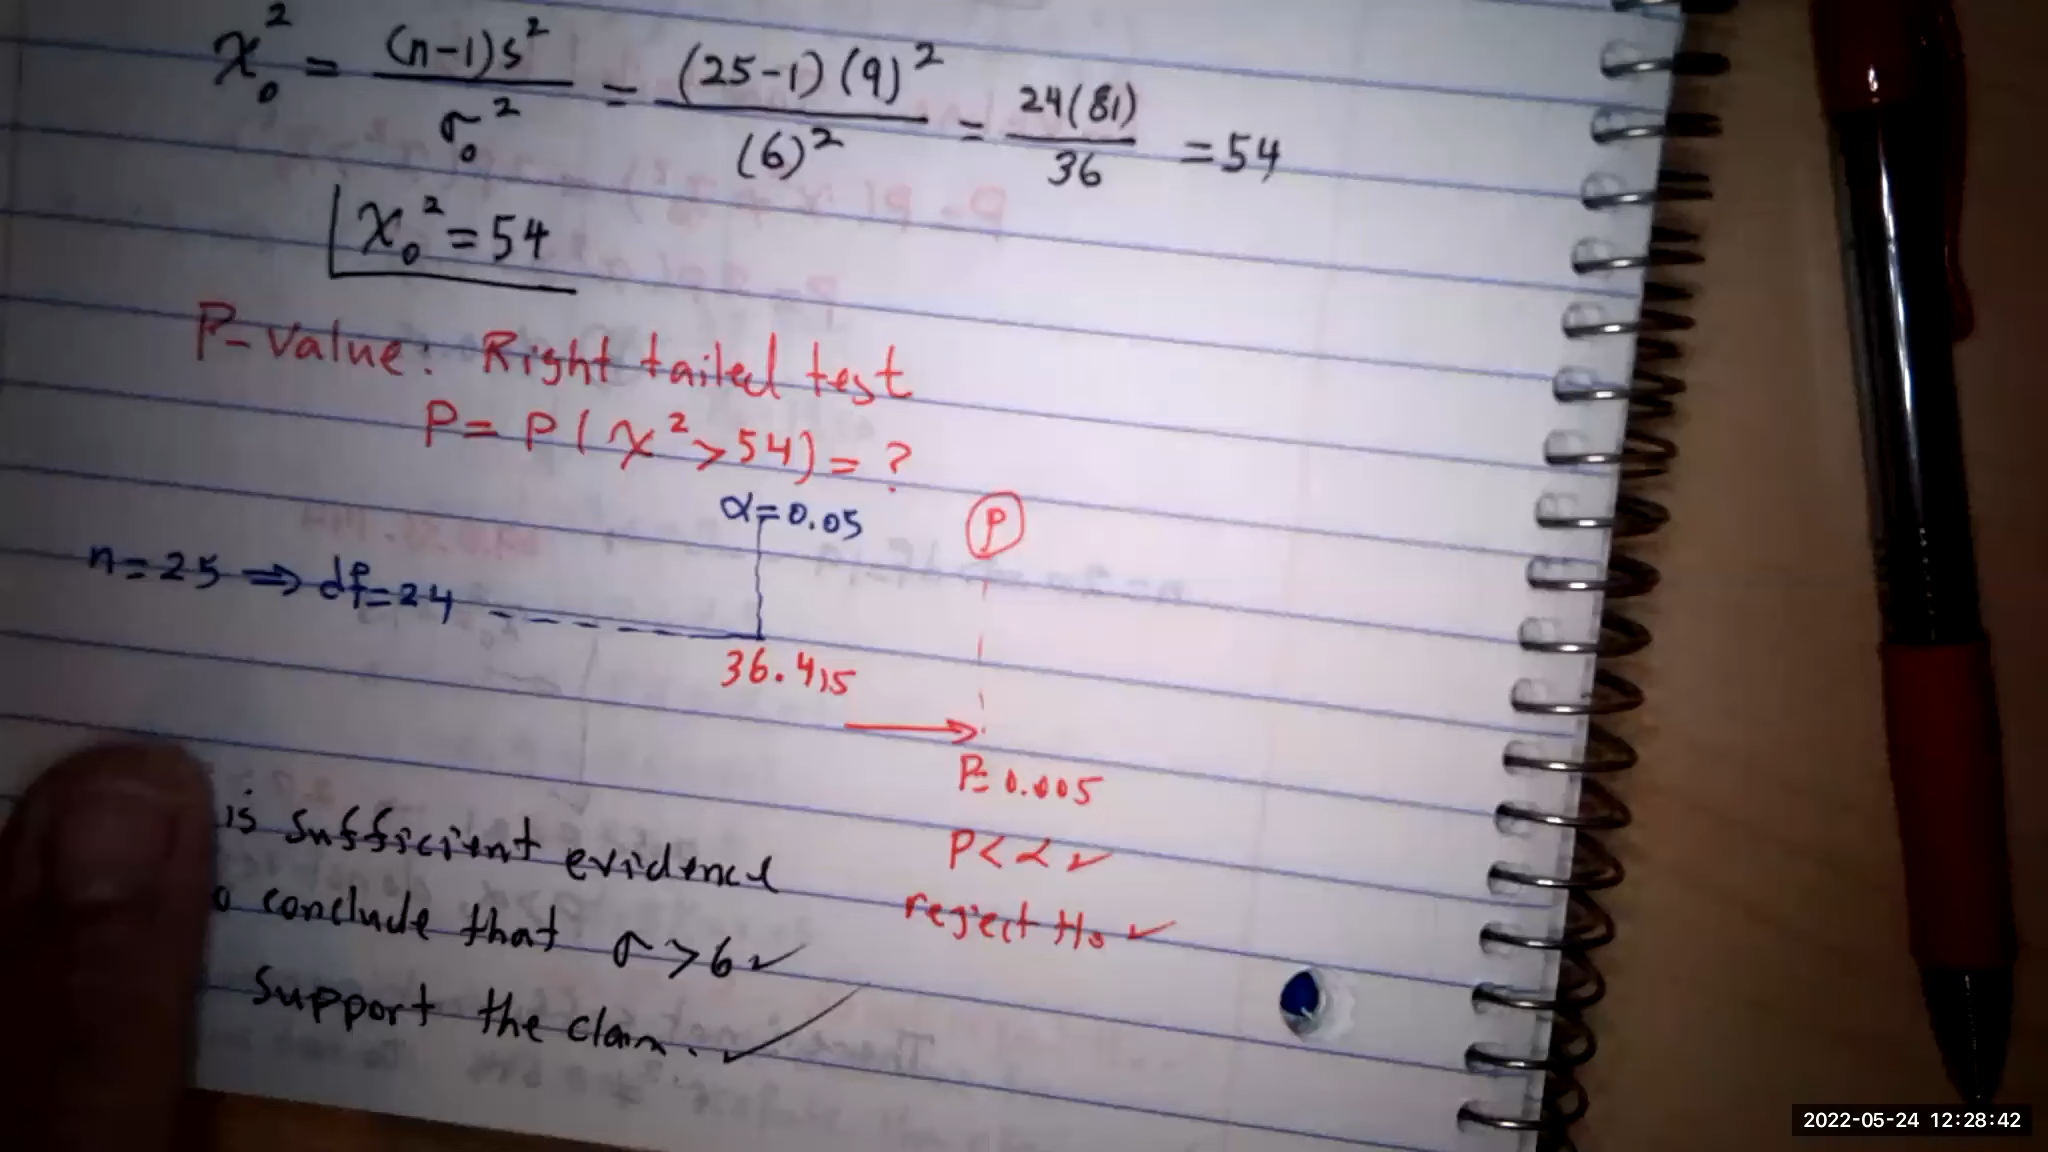 χ₀² = (n-1)s² / σ₀² = (25-1)(9)² / (6)² = 24(81) / 36 = 54
χ₀² = 54
P-value: Right tailed test
P = P(χ² > 54) = ?
α=0.05 P
n=25 ⇒ df=24
36.415
P=0.005
is sufficient evidence P<α ✓
conclude that σ>6 ✓ reject H₀ ✓
Support the claim. ✓
2022-05-24 12:28:42